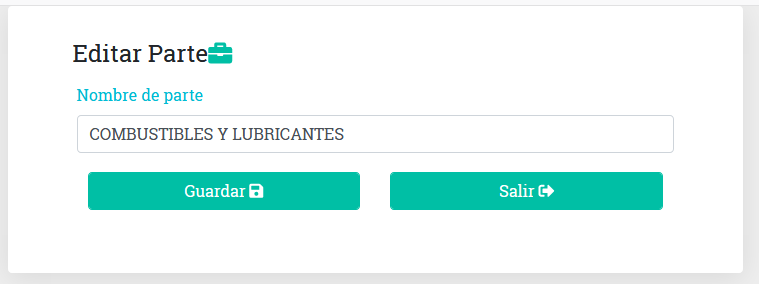 Editar Parte
Nombre de parte
COMBUSTIBLES Y LUBRICANTES
Guardar
Salir